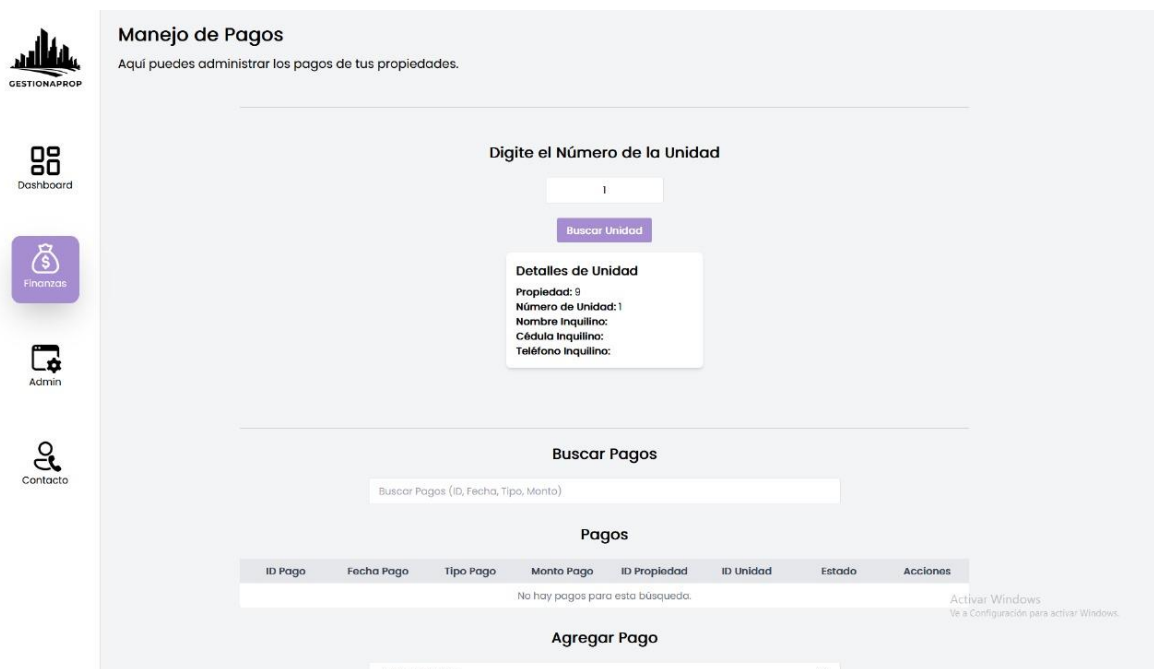 GESTIONAPROP
Manejo de Pagos
Aquí puedes administrar los pagos de tus propiedades.
Dashboard
Finanzas
Admin
Contacto
Digite el Número de la Unidad
1
Buscar Unidad
Detalles de Unidad
Propiedad: 9
Número de Unidad: 1
Nombre Inquilino:
Cédula Inquilino:
Teléfono Inquilino:
Buscar Pagos
Buscar Pagos (ID, Fecha, Tipo, Monto)
Pagos
ID Pago Fecha Pago Tipo Pago Monto Pago ID Propiedad ID Unidad Estado Acciones
No hay pagos para esta búsqueda.
Agregar Pago
Activar Windows
Ve a Configuración para activar Windows.